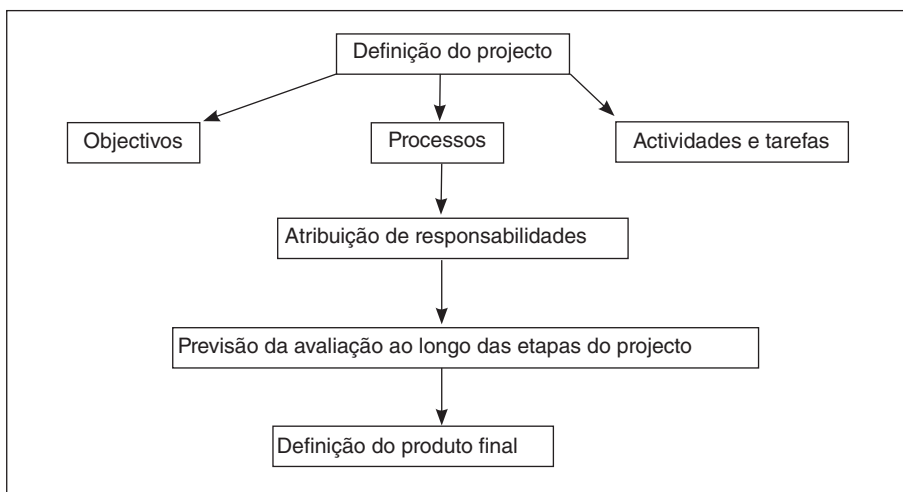 Definição do projecto
Objectivos
Processos
Actividades e tarefas
Atribuição de responsabilidades
Previsão da avaliação ao longo das etapas do projecto
Definição do produto final